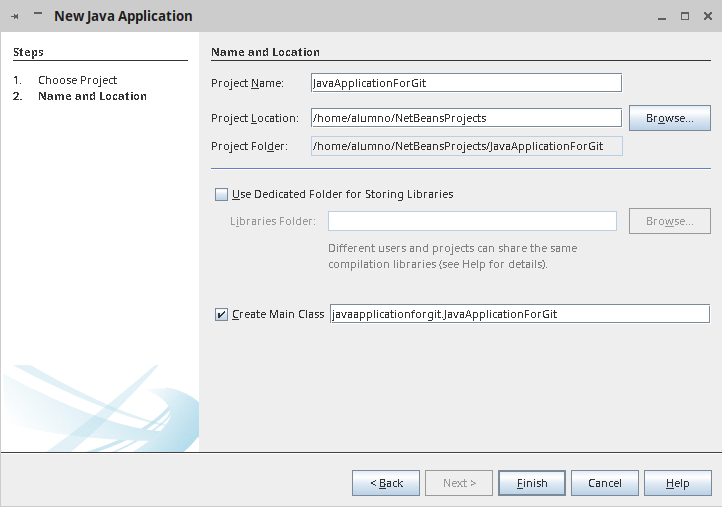 New Java Application
Steps
1. Choose Project
2. Name and Location
Name and Location
Project Name: JavaApplicationForGit
Project Location: /home/alumno/NetBeansProjects Browse...
Project Folder: /home/alumno/NetBeansProjects/JavaApplicationForGit
Use Dedicated Folder for Storing Libraries
Libraries Folder: Browse...
Different users and projects can share the same
compilation libraries (see Help for details).
Create Main Class javaapplicationforgit.JavaApplicationForGit
< Back Next > Finish Cancel Help